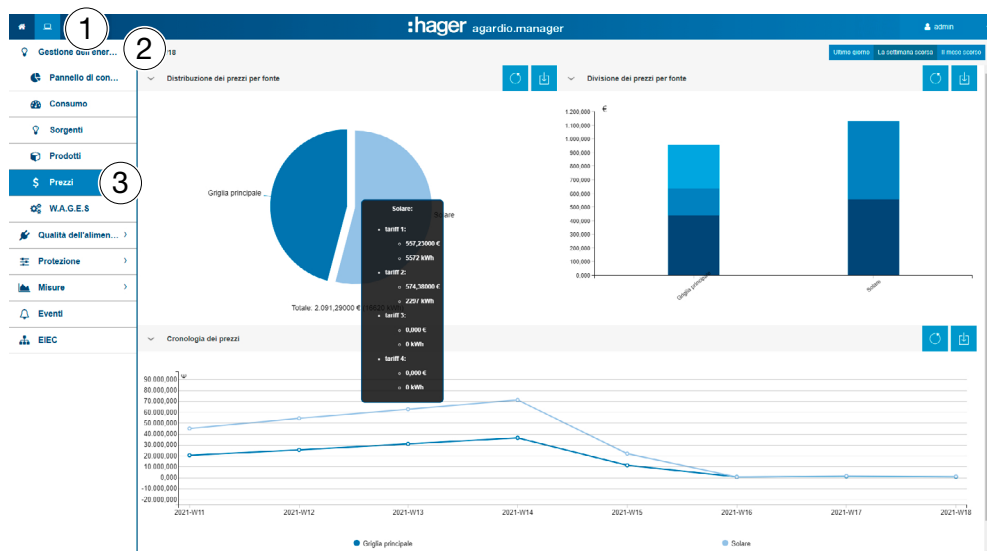 1
:hager agardio.manager
admin
2
Gestione dell'ener...
/18
Ultimo giorno La settimana scorsa Il mese scorso
Pannello di con...
Consumo
Sorgenti
Prodotti
3
Prezzi
W.A.G.E.S
Qualità dell'alimen...
Protezione
Misure
Eventi
EIEC
Distribuzione dei prezzi per fonte
Griglia principale
Solare
Totale: 2.091,29000 €
Solare:
tariff 1:
557,23000 €
5572 kWh
tariff 2:
574,38000 €
2297 kWh
tariff 3:
0,000 €
0 kWh
tariff 4:
0,000 €
0 kWh
Divisione dei prezzi per fonte
€
1.200.000
1.100.000
1.000.000
900.000
800.000
700.000
600.000
500.000
400.000
300.000
200.000
100.000
0.000
Griglia principale
Solare
Cronologia dei prezzi
90.000,000
80.000,000
70.000,000
60.000,000
50.000,000
40.000,000
30.000,000
20.000,000
10.000,000
0,000
-10.000,000
-20.000,000
2021-W11 2021-W12 2021-W13 2021-W14 2021-W15 2021-W16 2021-W17 2021-W18
Griglia principale Solare